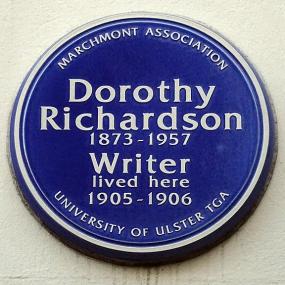 MARCHMONT ASSOCIATION
Dorothy
Richardson
1873-1957
Writer
lived here
1905-1906
UNIVERSITY OF ULSTER TGA